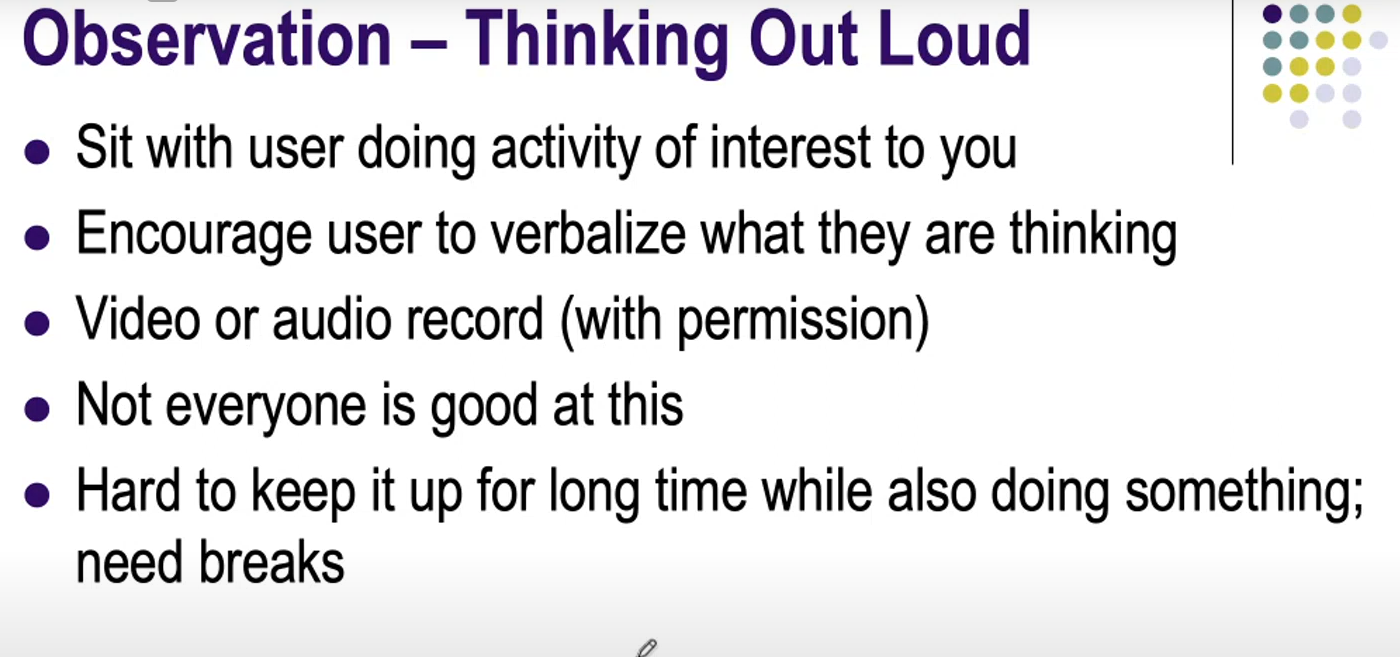 Observation – Thinking Out Loud
● Sit with user doing activity of interest to you
● Encourage user to verbalize what they are thinking
● Video or audio record (with permission)
● Not everyone is good at this
● Hard to keep it up for long time while also doing something;
need breaks